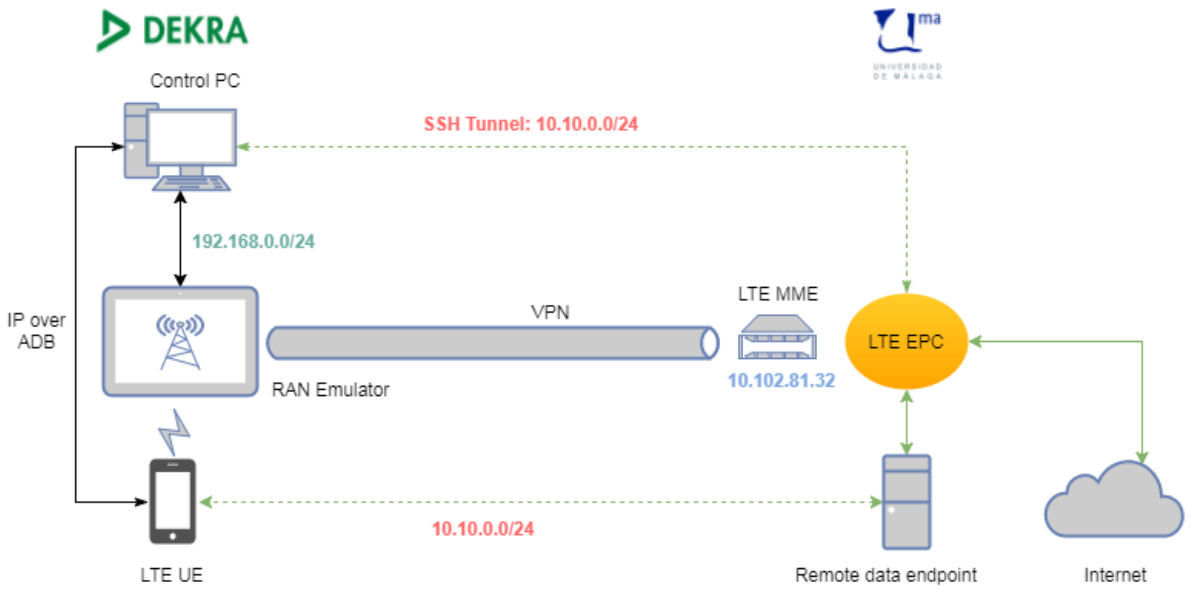 DEKRA
ma
UNIVERSIDAD
DE MÁLAGA
Control PC
SSH Tunnel: 10.10.0.0/24
192.168.0.0/24
IP over
ADB
VPN
LTE MME
LTE EPC
10.102.81.32
RAN Emulator
10.10.0.0/24
LTE UE
Remote data endpoint
Internet